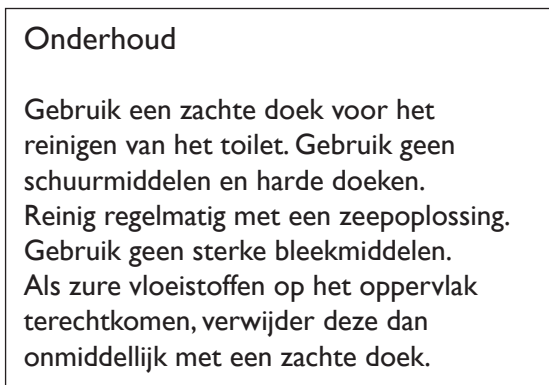 Onderhoud
Gebruik een zachte doek voor het
reinigen van het toilet. Gebruik geen
schuurmiddelen en harde doeken.
Reinig regelmatig met een zeepoplossing.
Gebruik geen sterke bleekmiddelen.
Als zure vloeistoffen op het oppervlak
terechtkomen, verwijder deze dan
onmiddellijk met een zachte doek.